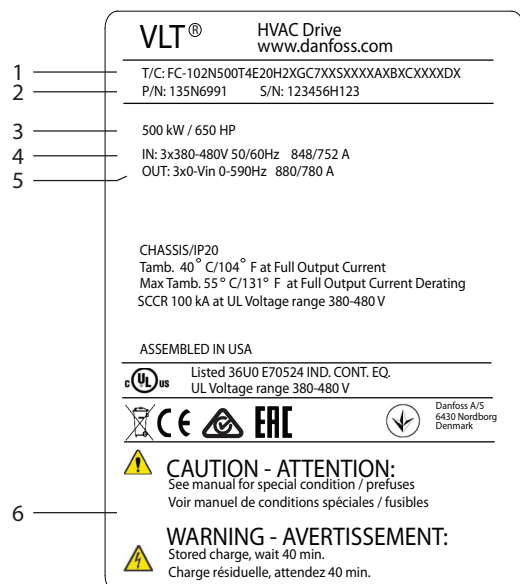 VLT® HVAC Drive
www.danfoss.com
1 T/C: FC-102N500T4E20H2XGC7XXSXXXXAXBXCXXXXDX
2 P/N: 135N6991 S/N: 123456H123
3 500 kW / 650 HP
4 IN: 3x380-480V 50/60Hz 848/752 A
5 OUT: 3x0-Vin 0-590Hz 880/780 A
CHASSIS/IP20
Tamb. 40° C/104° F at Full Output Current
Max Tamb. 55° C/131° F at Full Output Current Derating
SCCR 100 kA at UL Voltage range 380-480 V
ASSEMBLED IN USA
c UL us Listed 36U0 E70524 IND. CONT. EQ.
UL Voltage range 380-480 V
CE EAC Danfoss A/S
6430 Nordborg
Denmark
CAUTION - ATTENTION:
See manual for special condition / prefuses
Voir manuel de conditions spéciales / fusibles
6
WARNING - AVERTISSEMENT:
Stored charge, wait 40 min.
Charge résiduelle, attendez 40 min.